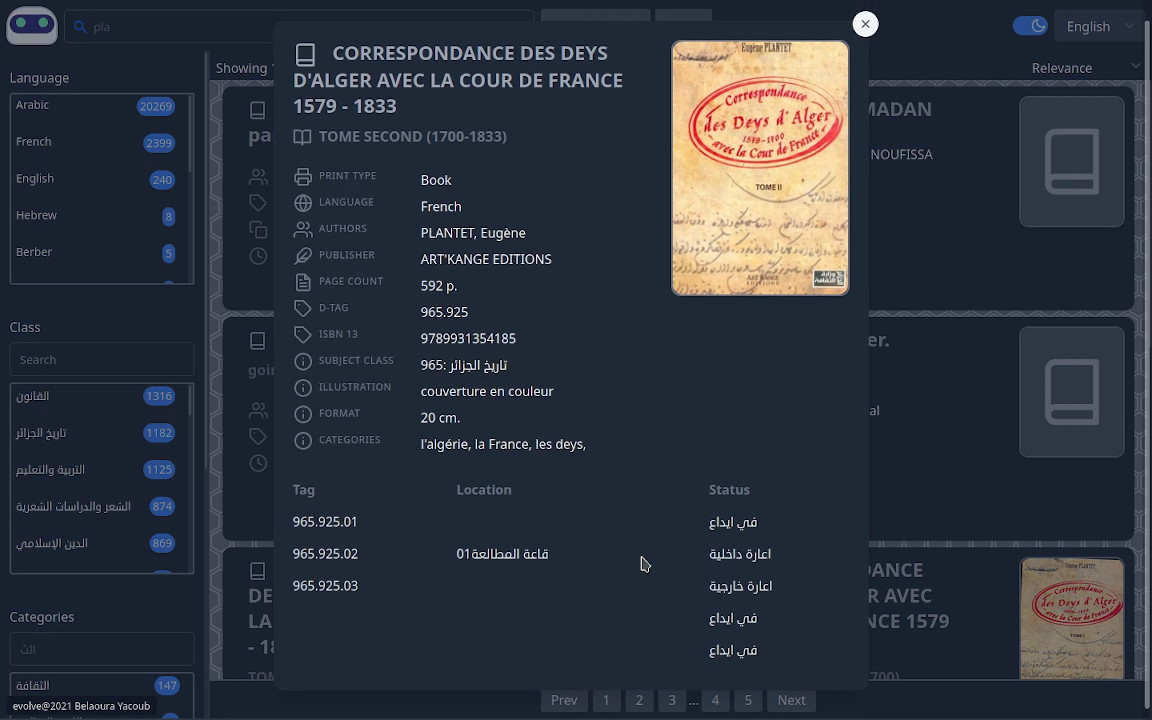 pla
English
Language
Arabic 20269
French 2399
English 240
Hebrew 8
Berber 5
Class
Search
القانون 1316
تاريخ الجزائر 1182
التربية والتعليم 1125
الشعر والدراسات الشعرية 874
الدين الإسلامي 869
Categories
الث
الثقافة 147
evolve@2021 Belaoura Yacoub
Showing
Relevance
CORRESPONDANCE DES DEYS
D'ALGER AVEC LA COUR DE FRANCE
1579 - 1833
TOME SECOND (1700-1833)
PRINT TYPE Book
LANGUAGE French
AUTHORS PLANTET, Eugène
PUBLISHER ART'KANGE EDITIONS
PAGE COUNT 592 p.
D-TAG 965.925
ISBN 13 9789931354185
SUBJECT CLASS 965: تاريخ الجزائر
ILLUSTRATION couverture en couleur
FORMAT 20 cm.
CATEGORIES l'algérie, la France, les deys,
Tag Location Status
965.925.01 في ايداع
965.925.02 قاعة المطالعة01 اعارة داخلية
965.925.03 اعارة خارجية
في ايداع
في ايداع
Eugène PLANTET
Correspondance
des Deys d'Alger
1579-1700
avec la Cour de France
TOME II
MADAN
NOUFISSA
pa
goi
er.
al
DE
LA
- 18
TOM
DANCE
R AVEC
NCE 1579
700)
Prev 1 2 3 ... 4 5 Next